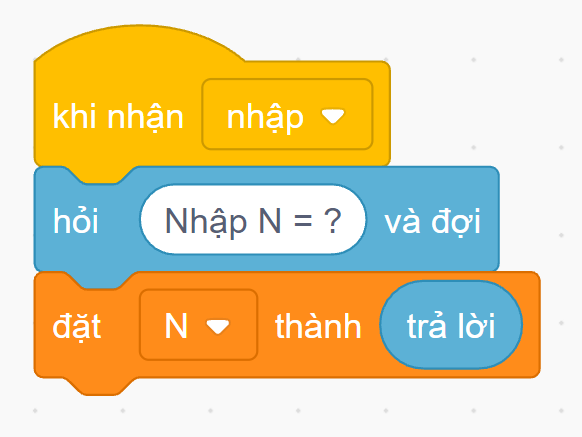 khi nhận nhập
hỏi Nhập N = ? và đợi
đặt N thành trả lời